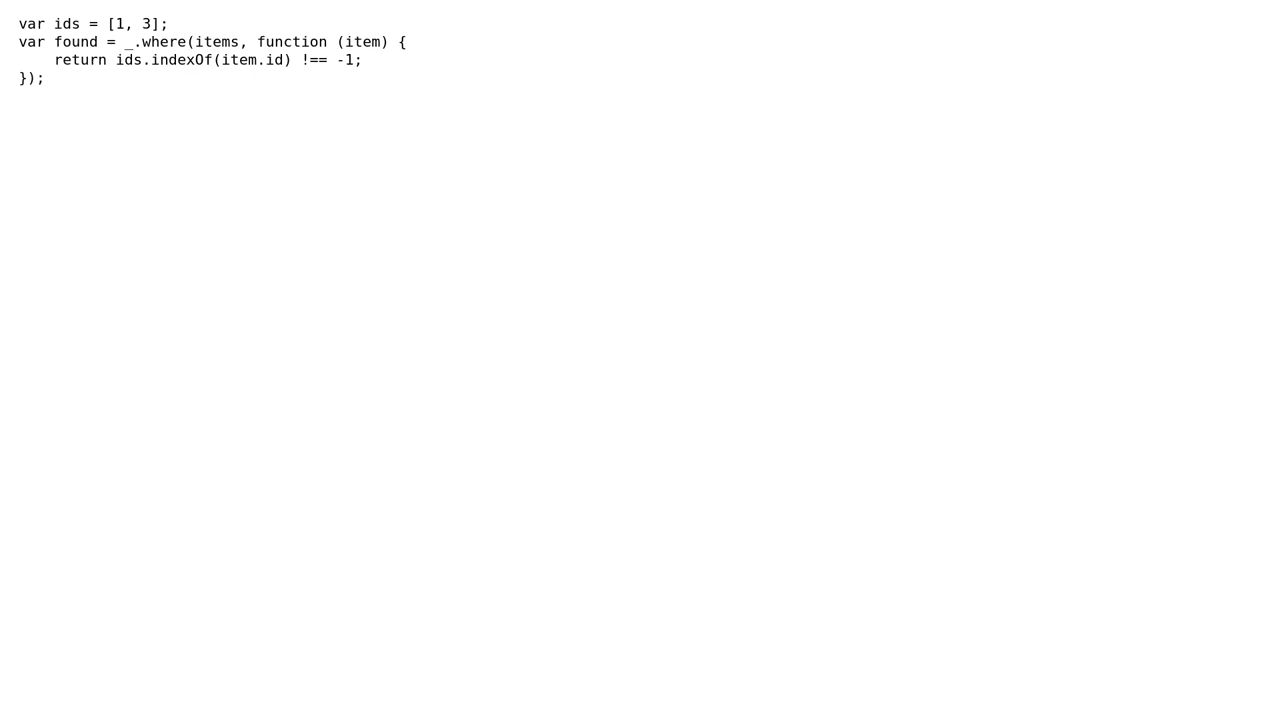 var ids = [1, 3];
var found = _.where(items, function (item) {
    return ids.indexOf(item.id) !== -1;
});